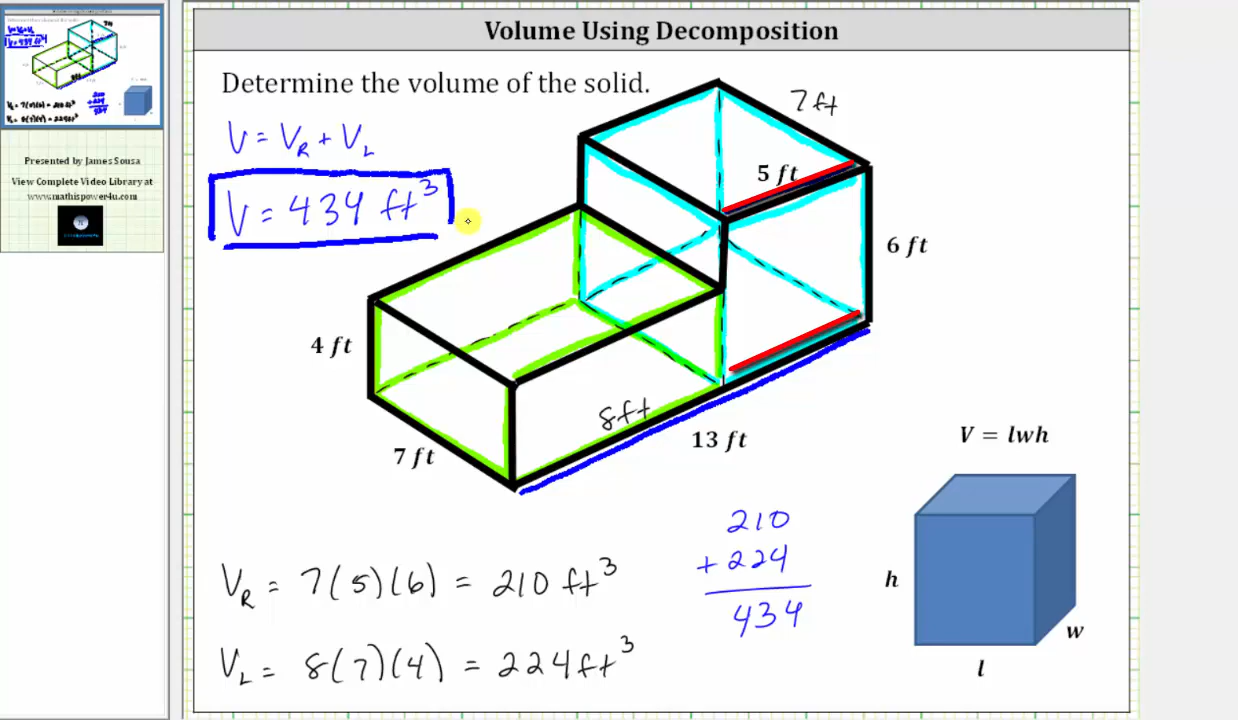 Volume Using Decomposition
Determine the volume of the solid.
V = V_R + V_L
V = 434 ft³
7 ft
5 ft
6 ft
4 ft
8 ft
7 ft
13 ft
V = lwh
h
w
l
210
+ 224
434
V_R = 7(5)(6) = 210 ft³
V_L = 8(7)(4) = 224 ft³
Presented by James Sousa
View Complete Video Library at
www.mathispower4u.com